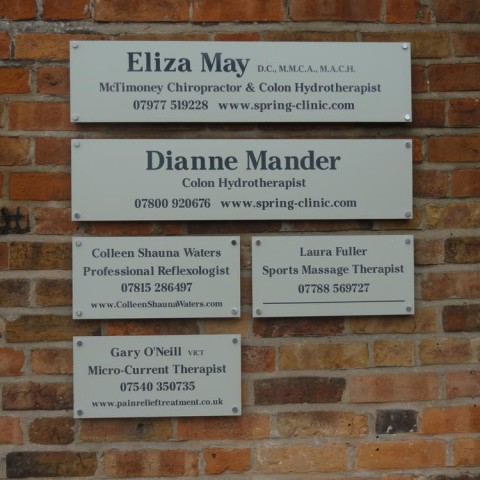 Eliza May D.C., M.M.C.A., M.A.C.H.
McTimoney Chiropractor & Colon Hydrotherapist
07977 519228 www.spring-clinic.com
Dianne Mander
Colon Hydrotherapist
07800 920676 www.spring-clinic.com
Colleen Shauna Waters
Professional Reflexologist
07815 286497
www.ColleenShaunaWaters.com
Laura Fuller
Sports Massage Therapist
07788 569727
Gary O'Neill VICT
Micro-Current Therapist
07540 350735
www.painrelieftreatment.co.uk